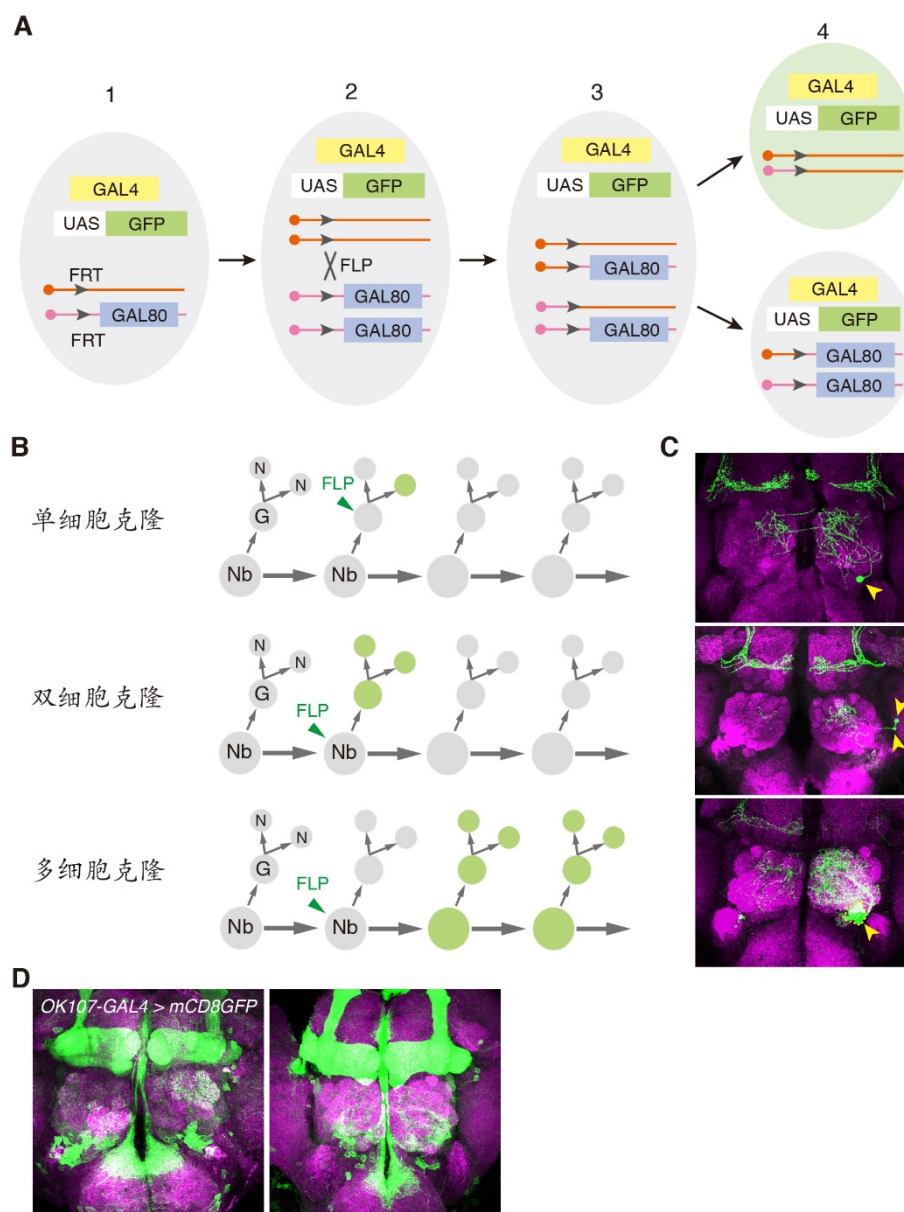 A
1
2
3
4
GAL4
UAS GFP
FRT
GAL80
FRT
GAL4
UAS GFP
FLP
GAL80
GAL80
GAL4
UAS GFP
GAL80
GAL80
GAL4
UAS GFP
GAL4
UAS GFP
GAL80
GAL80
B
单细胞克隆
N
N
G
Nb
FLP
Nb
双细胞克隆
N
N
G
Nb
FLP
Nb
多细胞克隆
N
N
G
Nb
FLP
Nb
C
D
OK107-GAL4 > mCD8GFP